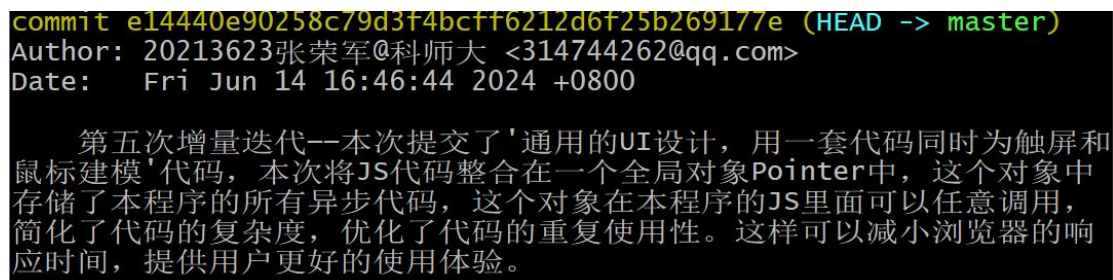 commit e14440e90258c79d3f4bcff6212d6f25b269177e (HEAD -> master)
Author: 20213623张荣军@科师大 <314744262@qq.com>
Date:   Fri Jun 14 16:46:44 2024 +0800
第五次增量迭代——本次提交了'通用的UI设计，用一套代码同时为触屏和
鼠标建模'代码，本次将JS代码整合在一个全局对象Pointer中，这个对象中
存储了本程序的所有异步代码，这个对象在本程序的JS里面可以任意调用，
简化了代码的复杂度，优化了代码的重复使用性。这样可以减小浏览器的响
应时间，提供用户更好的使用体验。